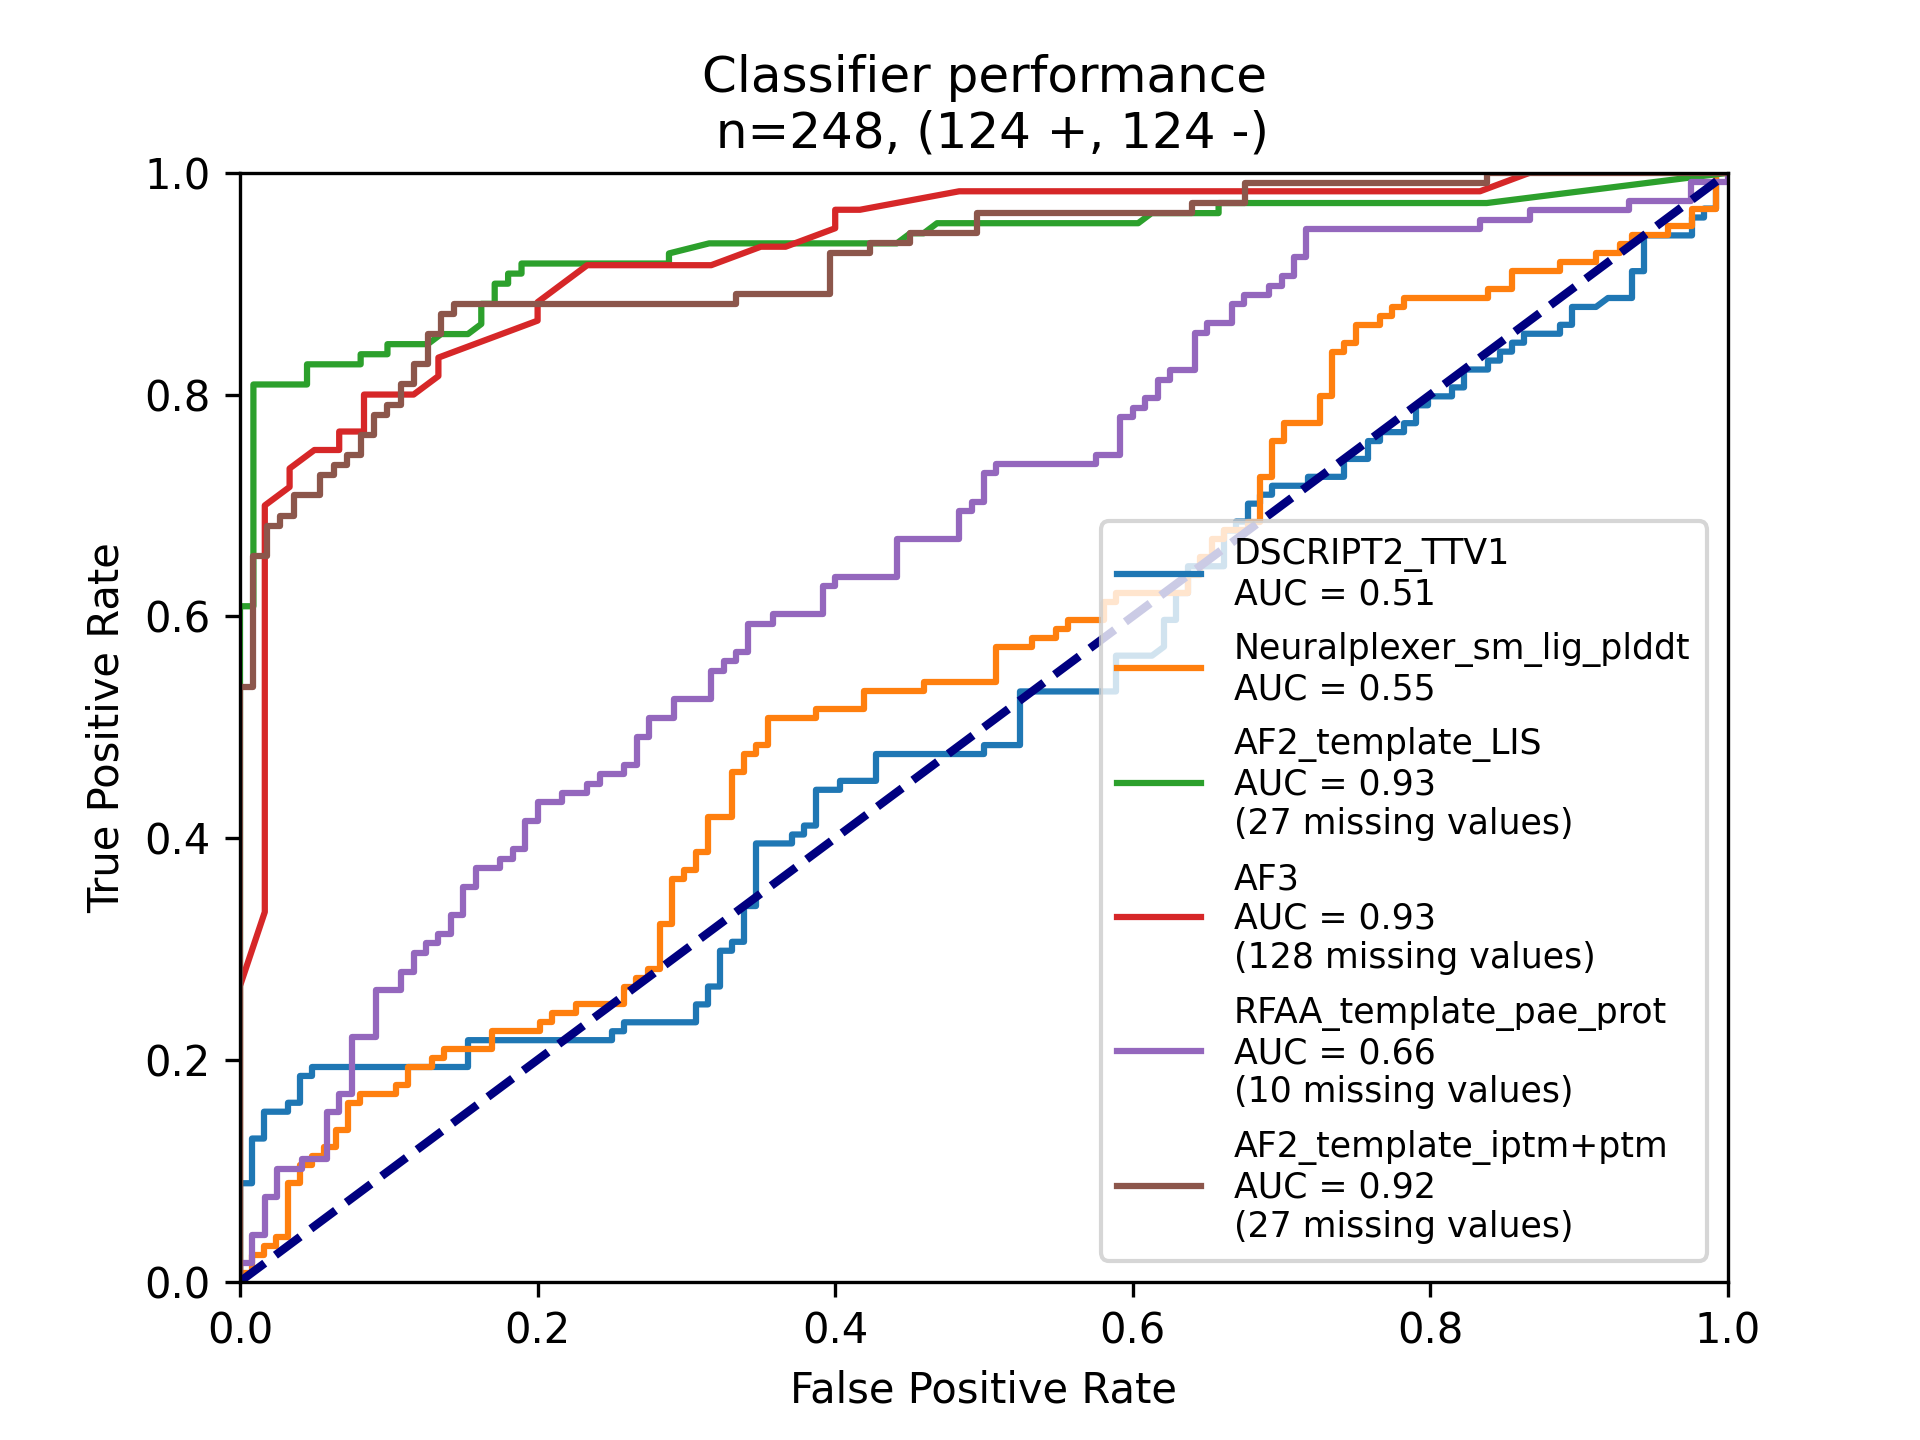 Classifier performance
n=248, (124 +, 124 -)
True Positive Rate
1.0
0.8
0.6
0.4
0.2
0.0
0.0 0.2 0.4 0.6 0.8 1.0
False Positive Rate
DSCRIPT2_TTV1
AUC = 0.51
Neuralplexer_sm_lig_plddt
AUC = 0.55
AF2_template_LIS
AUC = 0.93
(27 missing values)
AF3
AUC = 0.93
(128 missing values)
RFAA_template_pae_prot
AUC = 0.66
(10 missing values)
AF2_template_iptm+ptm
AUC = 0.92
(27 missing values)